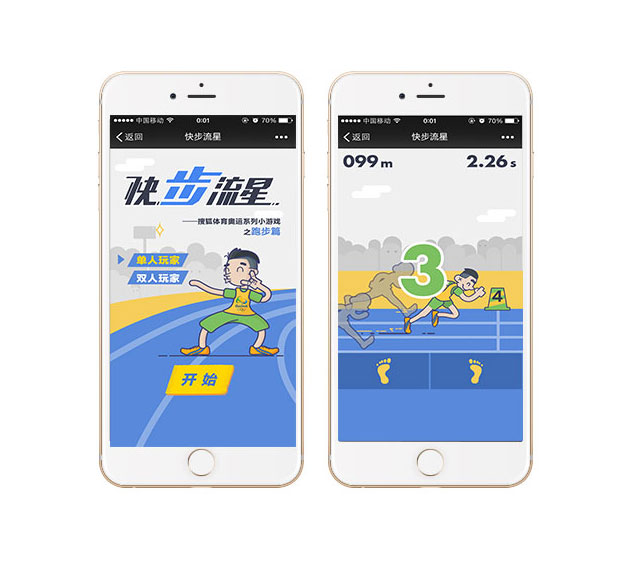 中国移动 0:01 70%
返回 快步流星 •••
快步流星
——搜狐体育奥运系列小游戏
之跑步篇
单人玩家
双人玩家
开始
中国移动 0:01 70%
返回 快步流星 •••
099 m 2.26 s
3
4